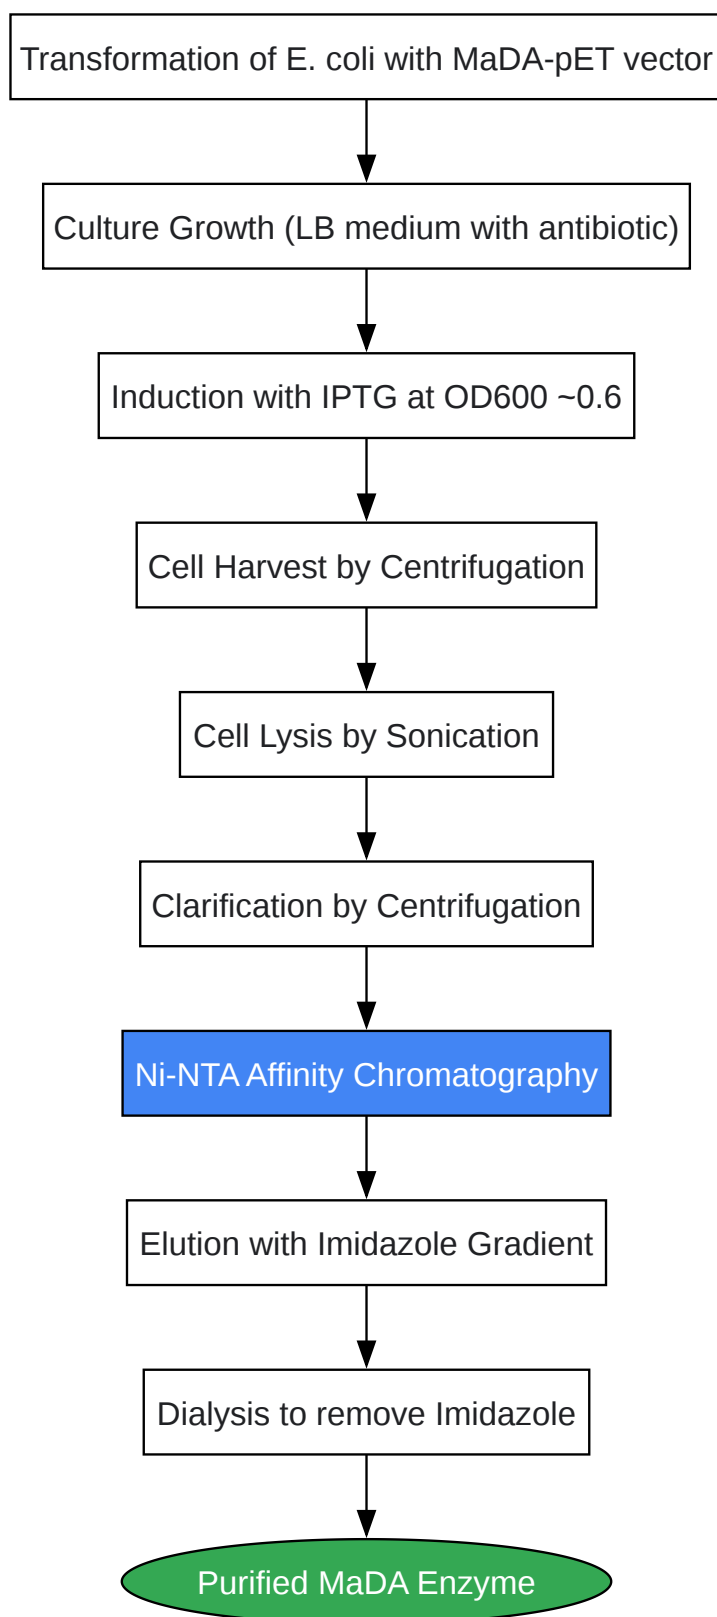 Transformation of E. coli with MaDA-pET vector
Culture Growth (LB medium with antibiotic)
Induction with IPTG at OD600 ~0.6
Cell Harvest by Centrifugation
Cell Lysis by Sonication
Clarification by Centrifugation
Ni-NTA Affinity Chromatography
Elution with Imidazole Gradient
Dialysis to remove Imidazole
Purified MaDA Enzyme